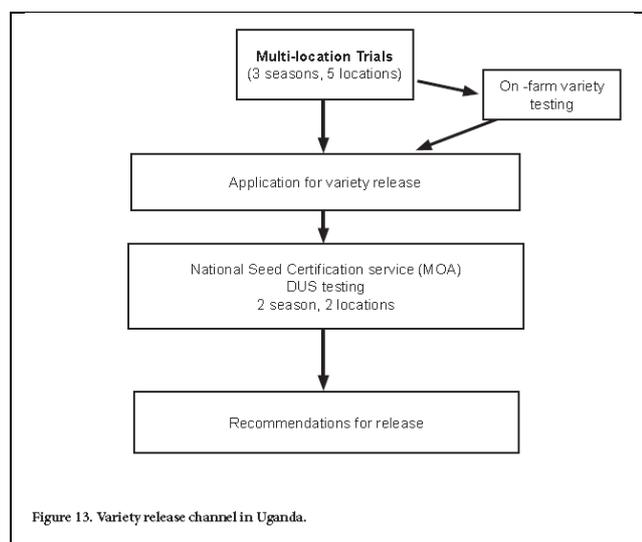 Multi-location Trials
(3 seasons, 5 locations)
On -farm variety
testing
Application for variety release
National Seed Certification service (MOA)
DUS testing
2 season, 2 locations
Recommendations for release
Figure 13. Variety release channel in Uganda.